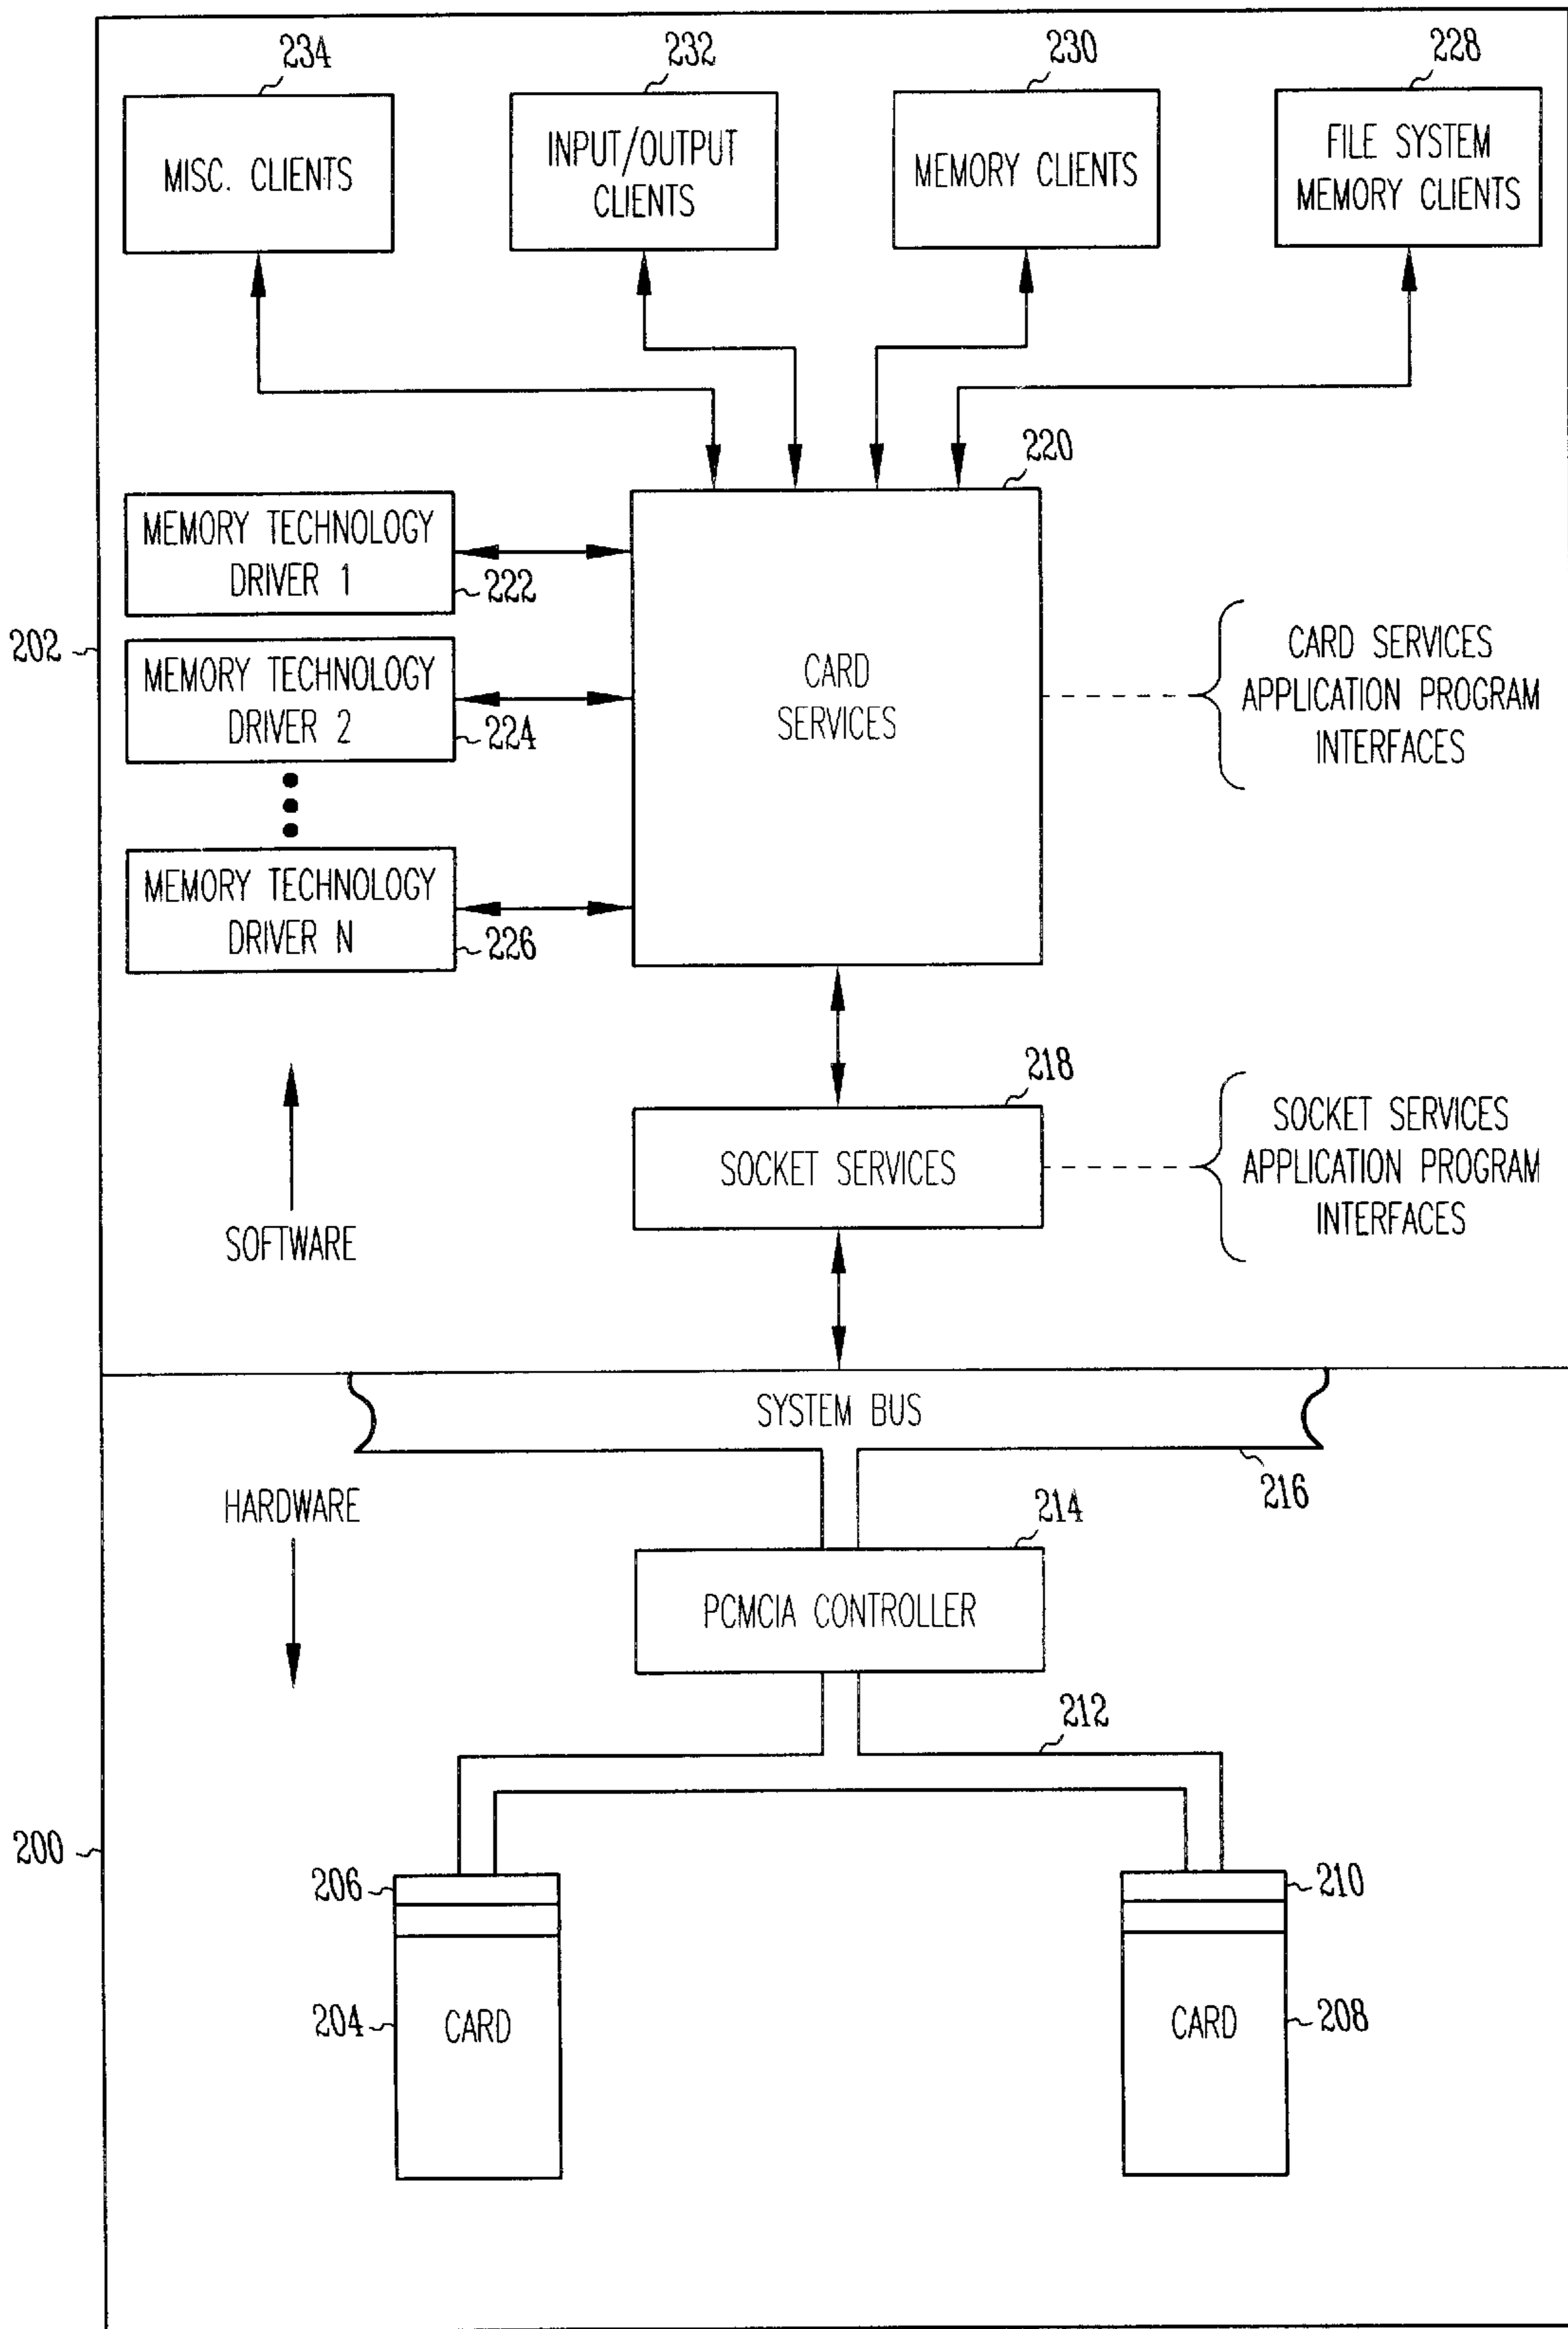 234
232
230
228
MISC. CLIENTS
INPUT/OUTPUT
CLIENTS
MEMORY CLIENTS
FILE SYSTEM
MEMORY CLIENTS
220
MEMORY TECHNOLOGY
DRIVER 1
222
202
MEMORY TECHNOLOGY
DRIVER 2
224
MEMORY TECHNOLOGY
DRIVER N
226
CARD
SERVICES
CARD SERVICES
APPLICATION PROGRAM
INTERFACES
218
SOCKET SERVICES
SOCKET SERVICES
APPLICATION PROGRAM
INTERFACES
SOFTWARE
SYSTEM BUS
216
HARDWARE
214
PCMCIA CONTROLLER
212
200
206
210
204
CARD
CARD
208